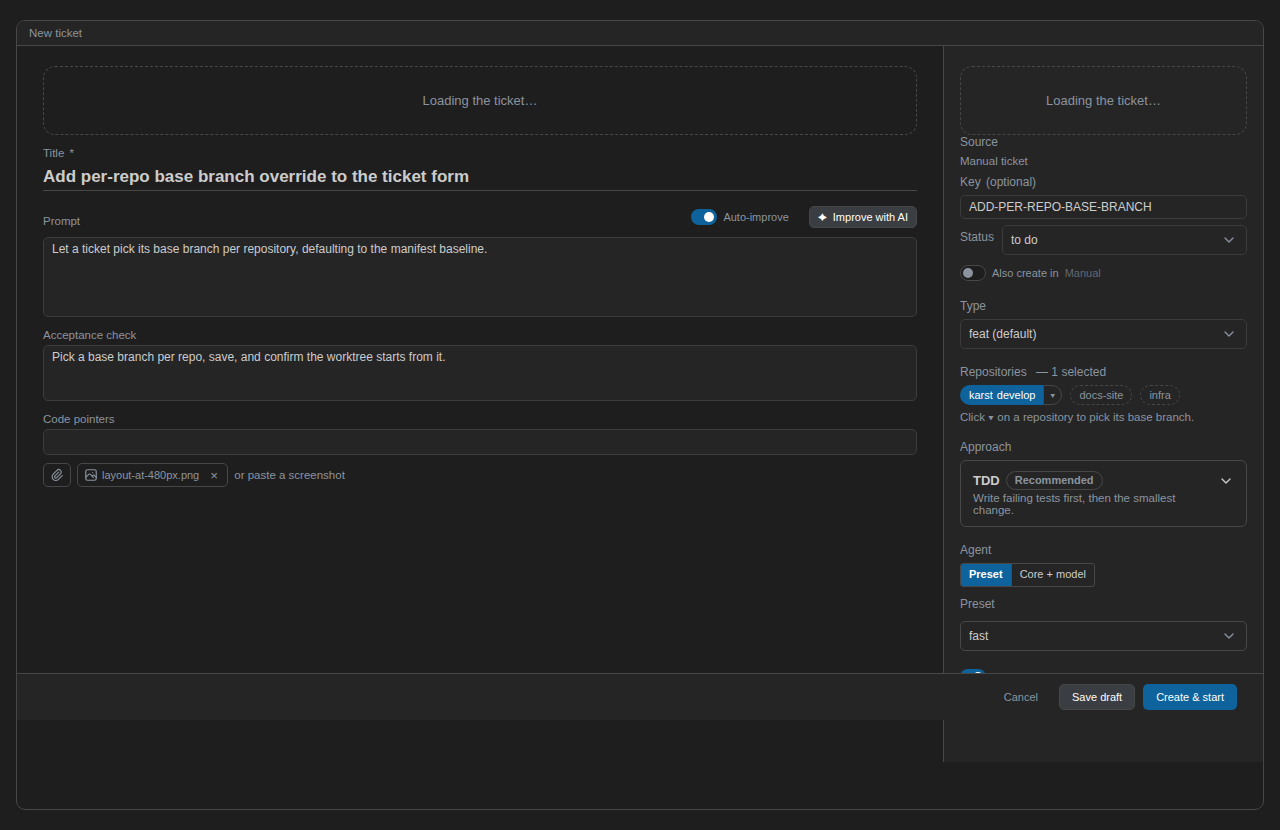 New ticket
Loading the ticket…
Title *
Add per-repo base branch override to the ticket form
Prompt
Auto-improve
Improve with AI
Let a ticket pick its base branch per repository, defaulting to the manifest baseline.
Acceptance check
Pick a base branch per repo, save, and confirm the worktree starts from it.
Code pointers
layout-at-480px.png × or paste a screenshot
Loading the ticket…
Source
Manual ticket
Key (optional)
ADD-PER-REPO-BASE-BRANCH
Status to do
Also create in Manual
Type
feat (default)
Repositories — 1 selected
karst develop ▾ docs-site infra
Click ▾ on a repository to pick its base branch.
Approach
TDD Recommended
Write failing tests first, then the smallest
change.
Agent
Preset Core + model
Preset
fast
Cancel Save draft Create & start